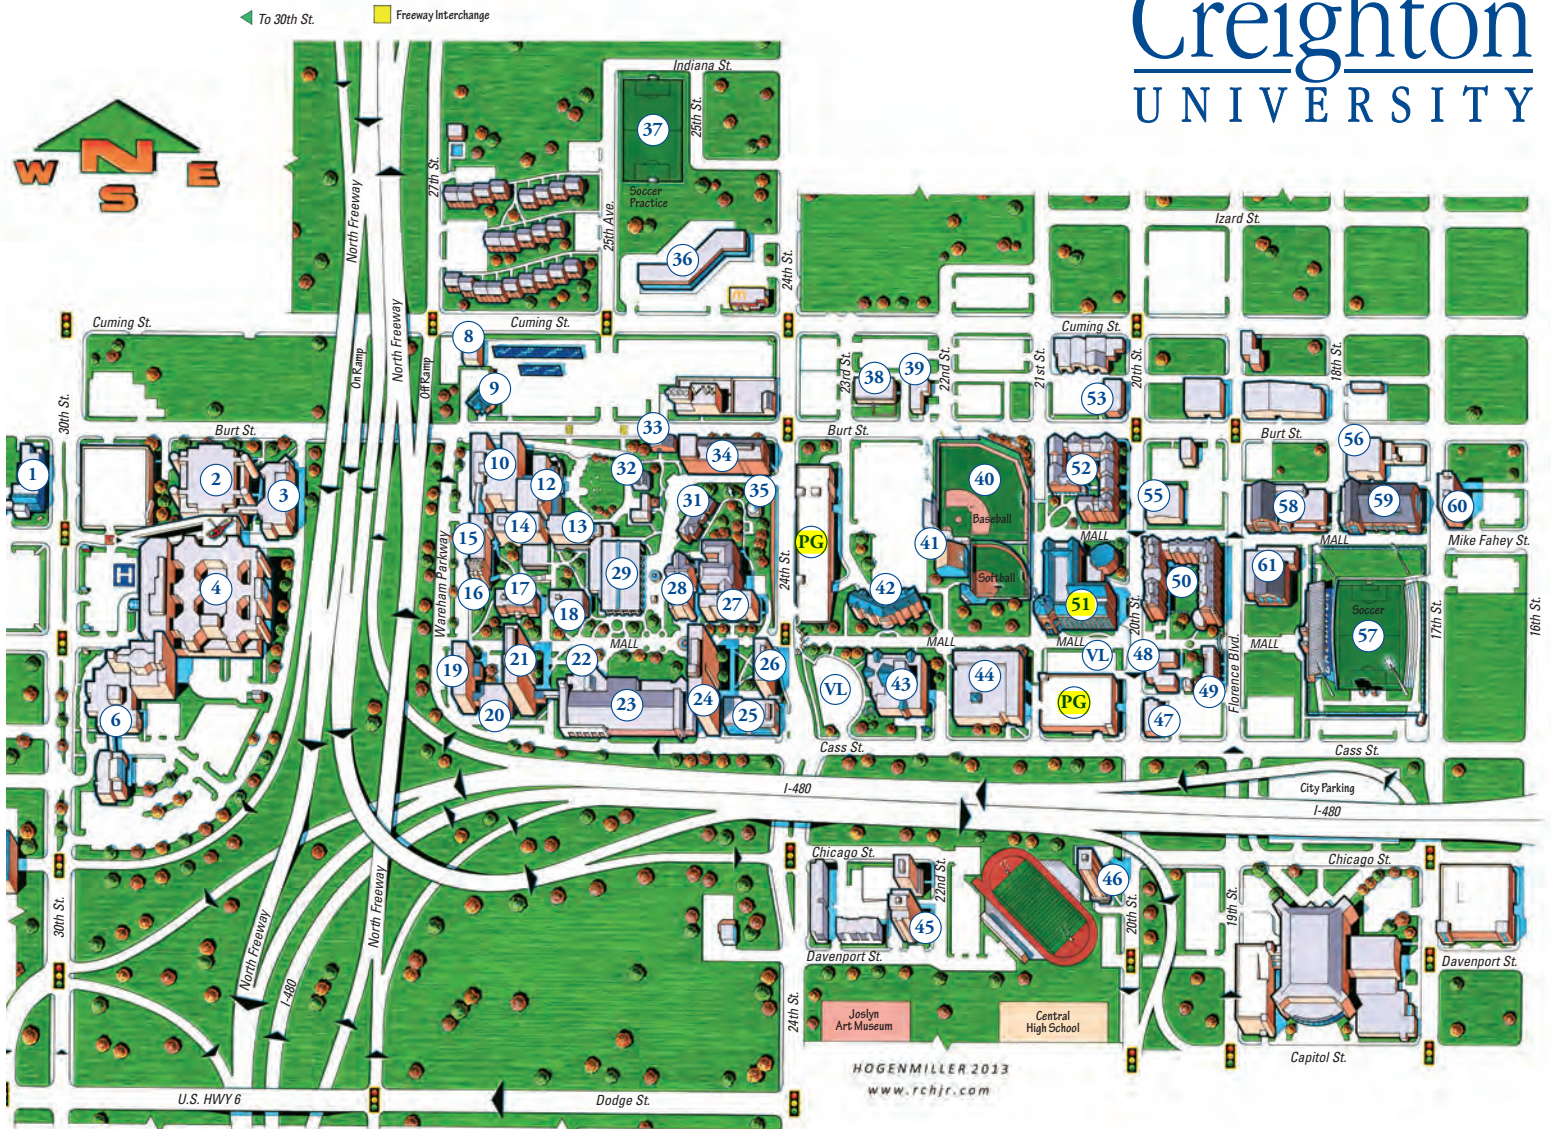 To 30th St.
Freeway Interchange
Creighton
UNIVERSITY
N
W
E
S
Indiana St.
25th St.
37
Soccer
Practice
27th St.
25th Ave.
North Freeway
36
24th St.
Izard St.
Cuming St.
Cuming St.
Cuming St.
North Freeway
On Ramp
Off Ramp
8
9
23rd St.
38
39
22nd St.
21st St.
20th St.
53
18th St.
30th St.
Burt St.
Burt St.
Burt St.
1
2
3
10
12
33
34
32
31
35
40
Baseball
52
55
56
58
59
60
15
14
13
PG
41
MALL
MALL
Mike Fahey St.
H
4
Wareham Parkway
16
17
18
29
28
27
24th St.
42
Softball
51
20th St.
50
61
Soccer
57
17th St.
16th St.
MALL
MALL
MALL
MALL
19
21
22
26
VL
48
Florence Blvd.
6
20
23
24
25
VL
43
44
PG
47
49
Cass St.
Cass St.
I-480
City Parking
I-480
Chicago St.
Chicago St.
22nd St.
46
45
20th St.
19th St.
30th St.
North Freeway
North Freeway
I-480
Davenport St.
Davenport St.
24th St.
Joslyn
Art Museum
Central
High School
Capitol St.
HOGENMILLER 2013
www.rchjr.com
U.S. HWY 6
Dodge St.